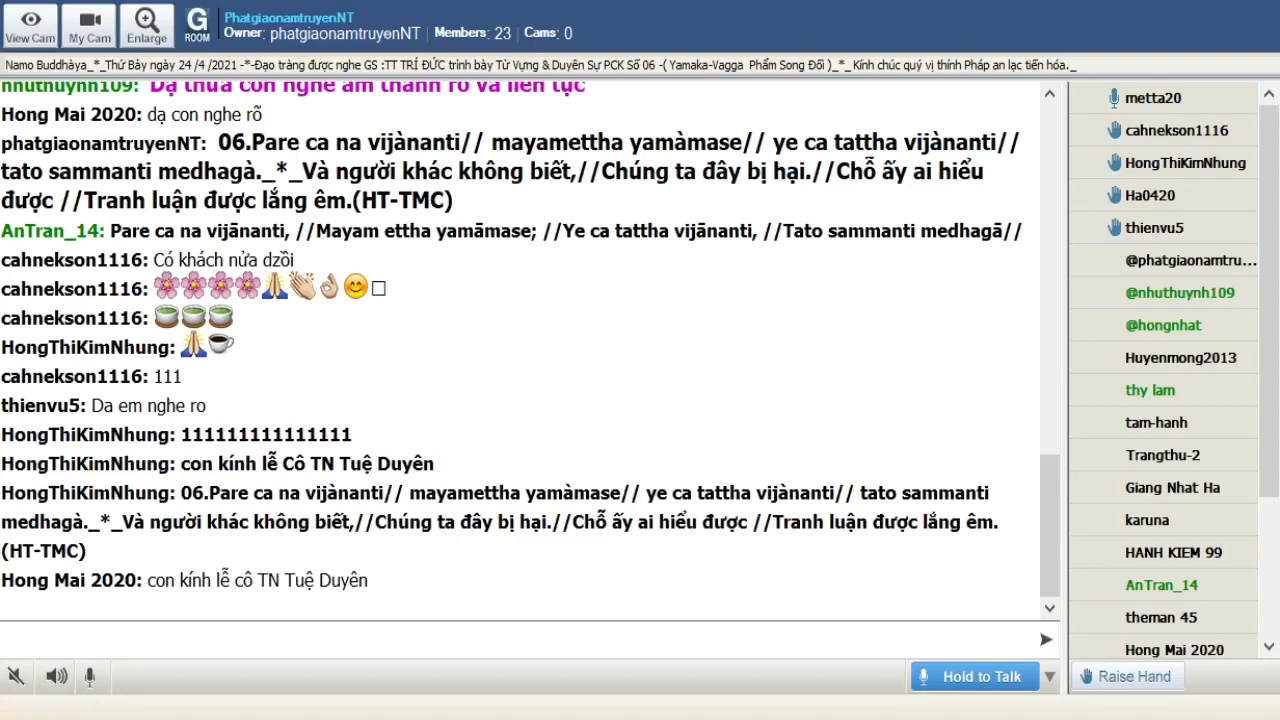 View Cam
My Cam
Enlarge
G
ROOM
PhatgiaonamtruyenNT
Owner: phatgiaonamtruyenNT | Members: 23 | Cams: 0
Namo Buddhàya_*_Thứ Bảy ngày 24 /4 /2021 -*-Đạo tràng được nghe GS :TT TRÍ ĐỨC trình bày Từ Vựng & Duyên Sự PCK Số 06 -( Yamaka-Vagga Phẩm Song Đối )_*_ Kính chúc quý vị thính Pháp an lạc tiến hóa._
nhuthuynh109: Dạ thưa con nghe âm thanh rõ và liên tục
Hong Mai 2020: dạ con nghe rõ
phatgiaonamtruyenNT: 06.Pare ca na vijànanti// mayamettha yamàmase// ye ca tattha vijànanti//
tato sammanti medhagà._*_Và người khác không biết,//Chúng ta đây bị hại.//Chỗ ấy ai hiểu
được //Tranh luận được lắng êm.(HT-TMC)
AnTran_14: Pare ca na vijānanti, //Mayam ettha yamāmase; //Ye ca tattha vijānanti, //Tato sammanti medhagā//
cahnekson1116: Có khách nửa dzồi
cahnekson1116: 🌸🌸🌸🌸🙏👏👌😊□
cahnekson1116: 🍵🍵🍵
HongThiKimNhung: 🙏☕
cahnekson1116: 111
thienvu5: Da em nghe ro
HongThiKimNhung: 111111111111111
HongThiKimNhung: con kính lễ Cô TN Tuệ Duyên
HongThiKimNhung: 06.Pare ca na vijànanti// mayamettha yamàmase// ye ca tattha vijànanti// tato sammanti
medhagà._*_Và người khác không biết,//Chúng ta đây bị hại.//Chỗ ấy ai hiểu được //Tranh luận được lắng êm.
(HT-TMC)
Hong Mai 2020: con kính lễ cô TN Tuệ Duyên
Hold to Talk
metta20
cahnekson1116
HongThiKimNhung
Ha0420
thienvu5
@phatgiaonamtru...
@nhuthuynh109
@hongnhat
Huyenmong2013
thy lam
tam-hanh
Trangthu-2
Giang Nhat Ha
karuna
HANH KIEM 99
AnTran_14
theman 45
Hong Mai 2020
Raise Hand